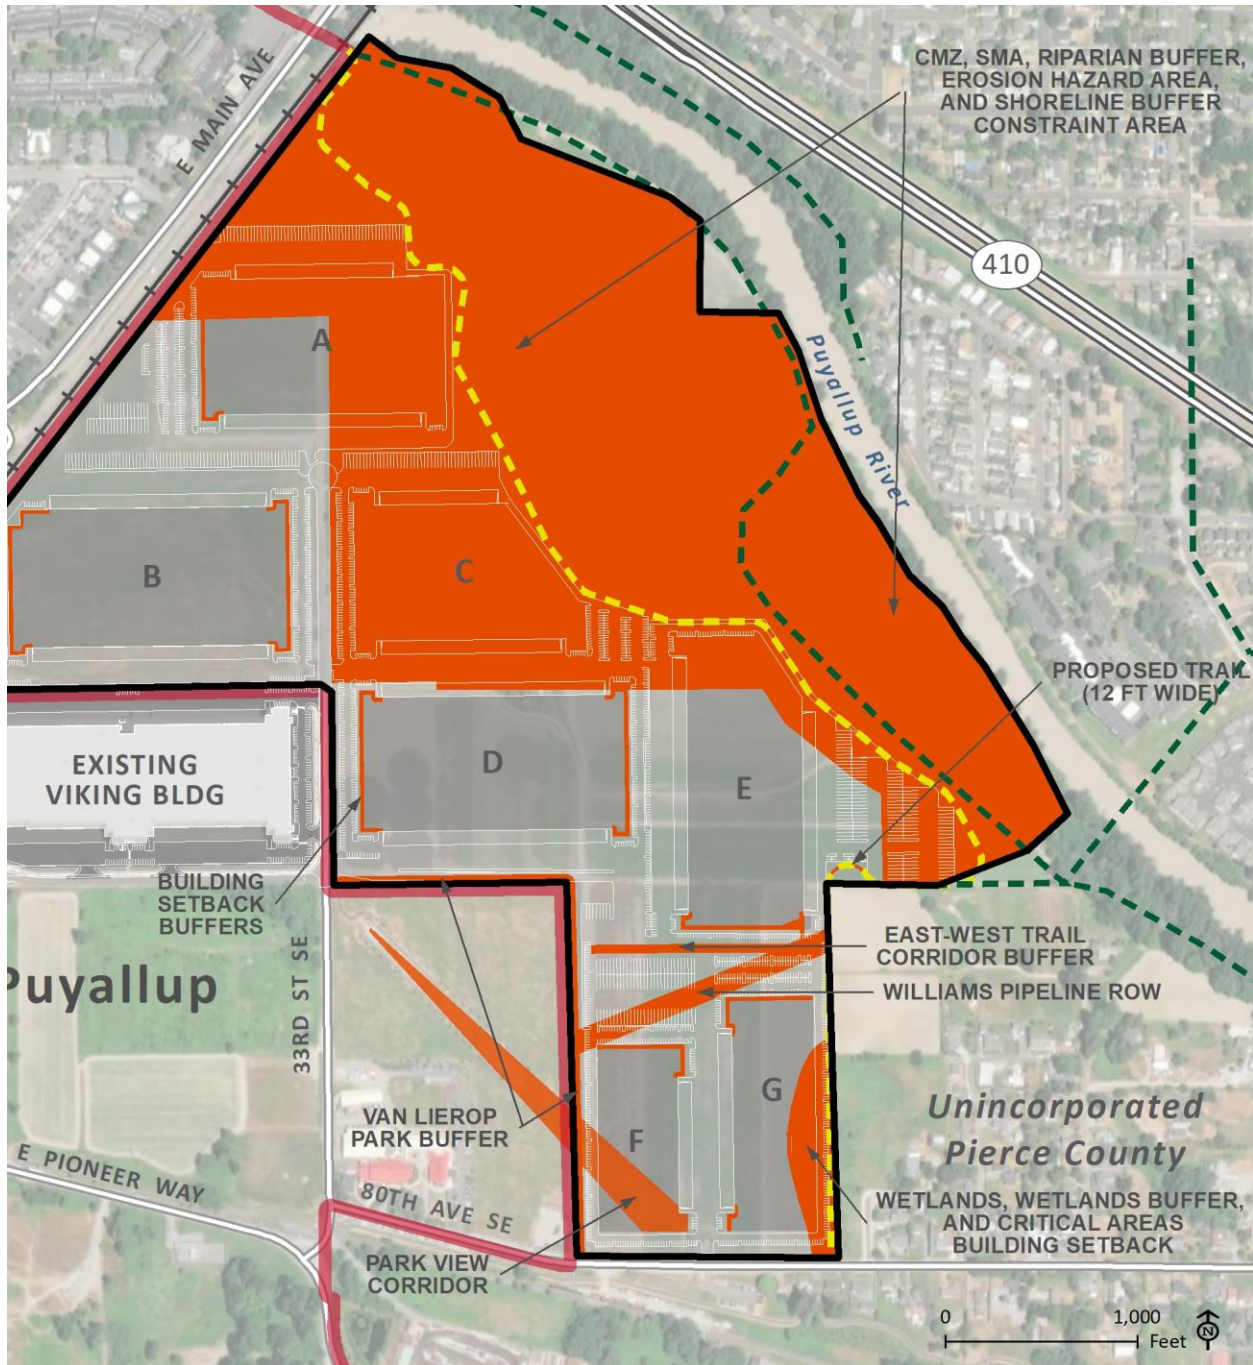 CMZ, SMA, RIPARIAN BUFFER,
EROSION HAZARD AREA,
AND SHORELINE BUFFER
CONSTRAINT AREA
E MAIN AVE
410
Puyallup River
A
B
C
PROPOSED TRAIL
(12 FT WIDE)
EXISTING
VIKING BLDG
D
E
BUILDING
SETBACK
BUFFERS
EAST-WEST TRAIL
CORRIDOR BUFFER
WILLIAMS PIPELINE ROW
Puyallup
33RD ST SE
VAN LIEROP
PARK BUFFER
F
G
Unincorporated
Pierce County
E PIONEER WAY
80TH AVE SE
WETLANDS, WETLANDS BUFFER,
AND CRITICAL AREAS
BUILDING SETBACK
PARK VIEW
CORRIDOR
0 1,000
Feet
N